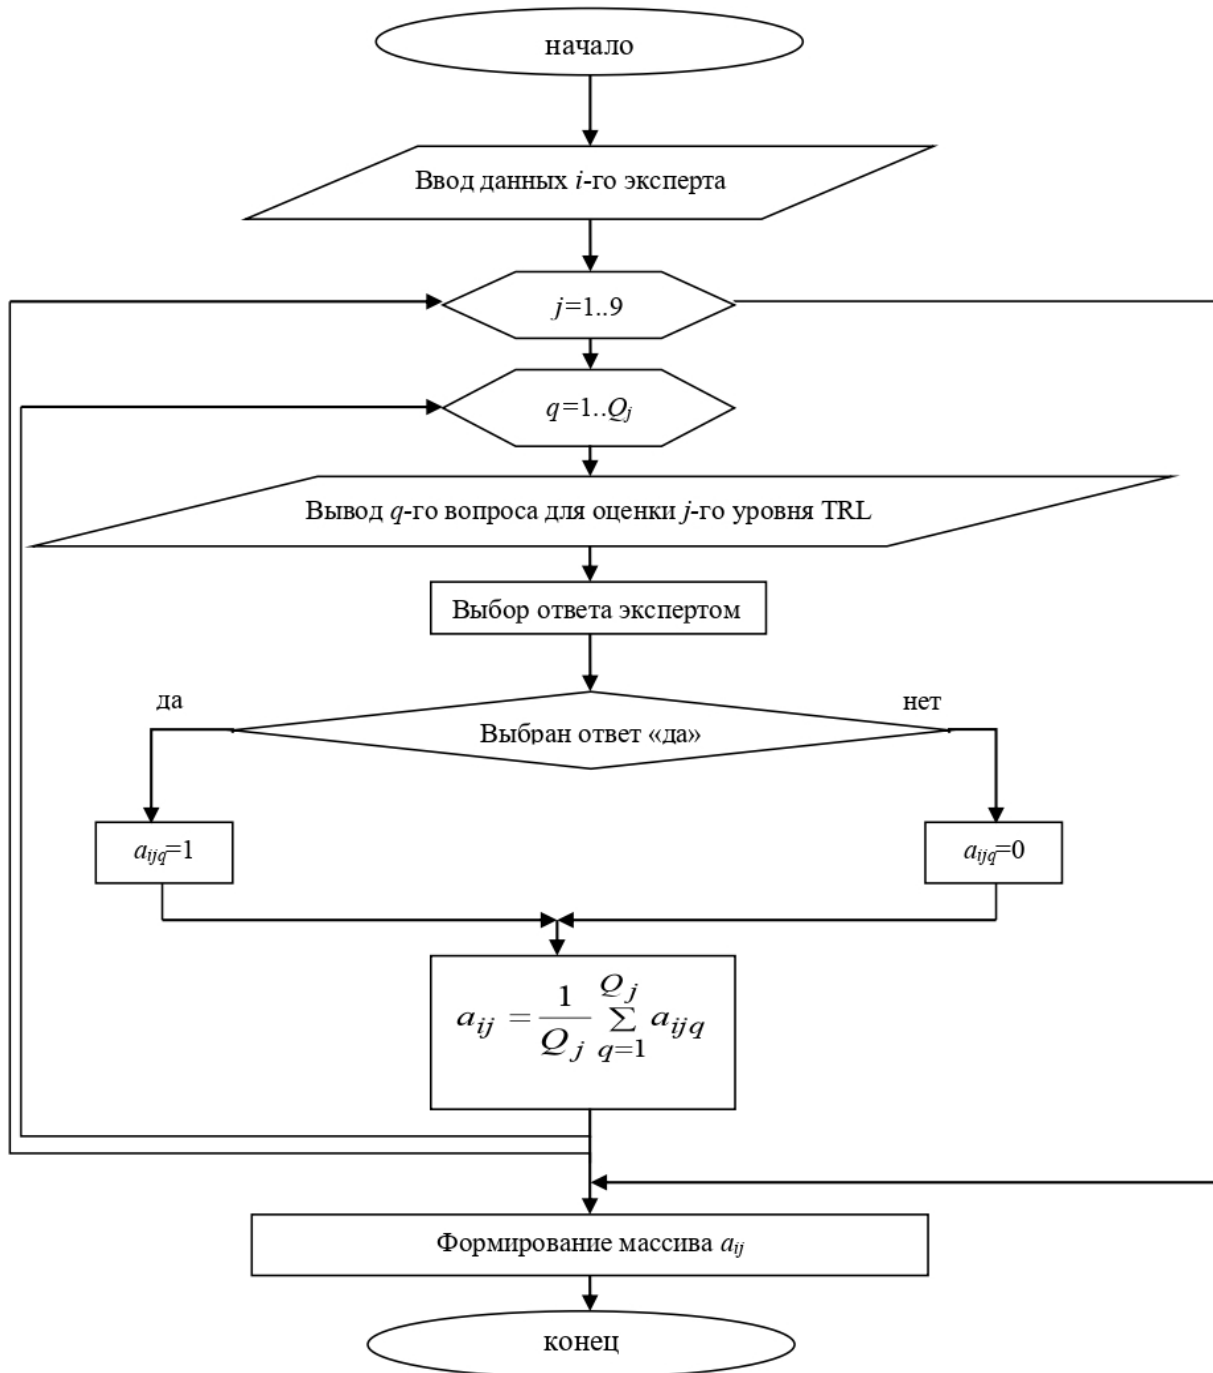 начало
Ввод данных i-го эксперта
j=1..9
q=1..Qj
Вывод q-го вопроса для оценки j-го уровня TRL
Выбор ответа экспертом
да
нет
Выбран ответ «да»
aijq=1
aijq=0
aij = 1/Qj Qj∑q=1 aijq
Формирование массива aij
конец